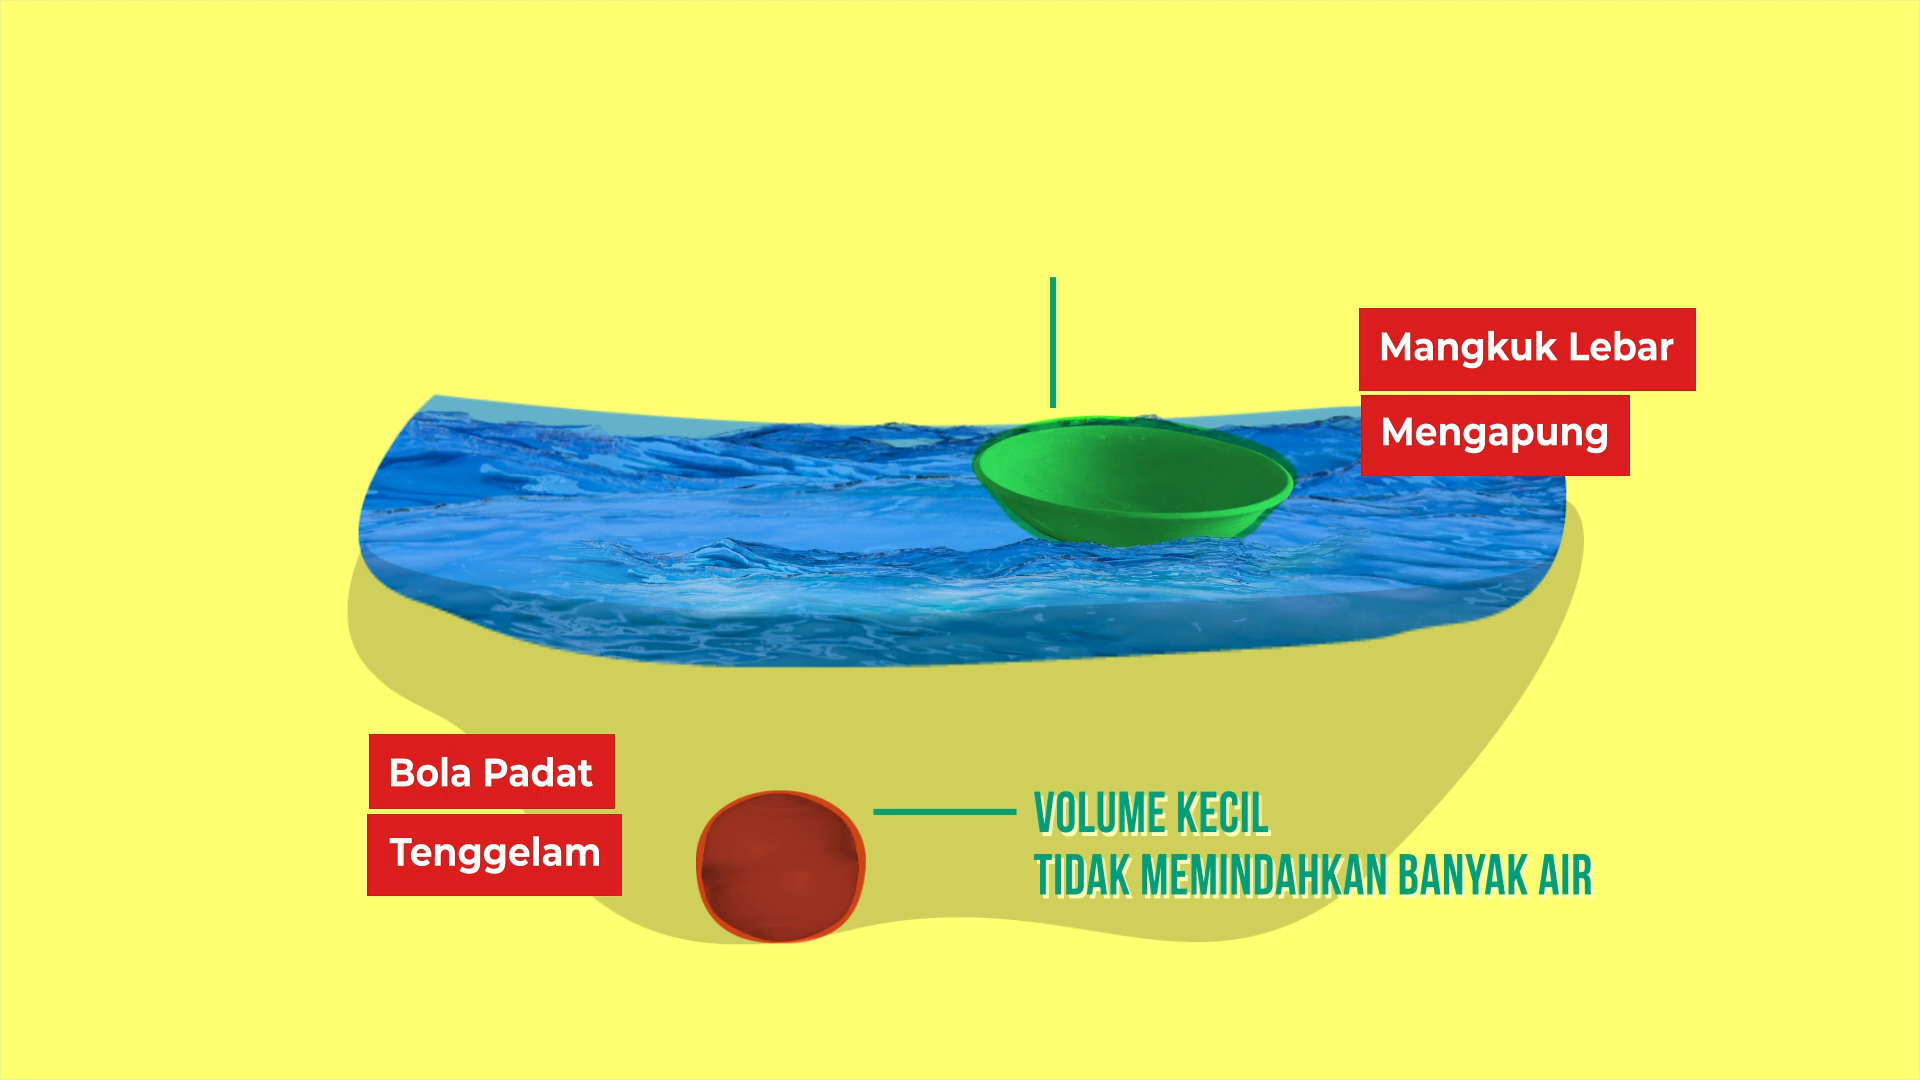 Mangkuk Lebar
Mengapung
Bola Padat
Tenggelam
VOLUME KECIL
TIDAK MEMINDAHKAN BANYAK AIR